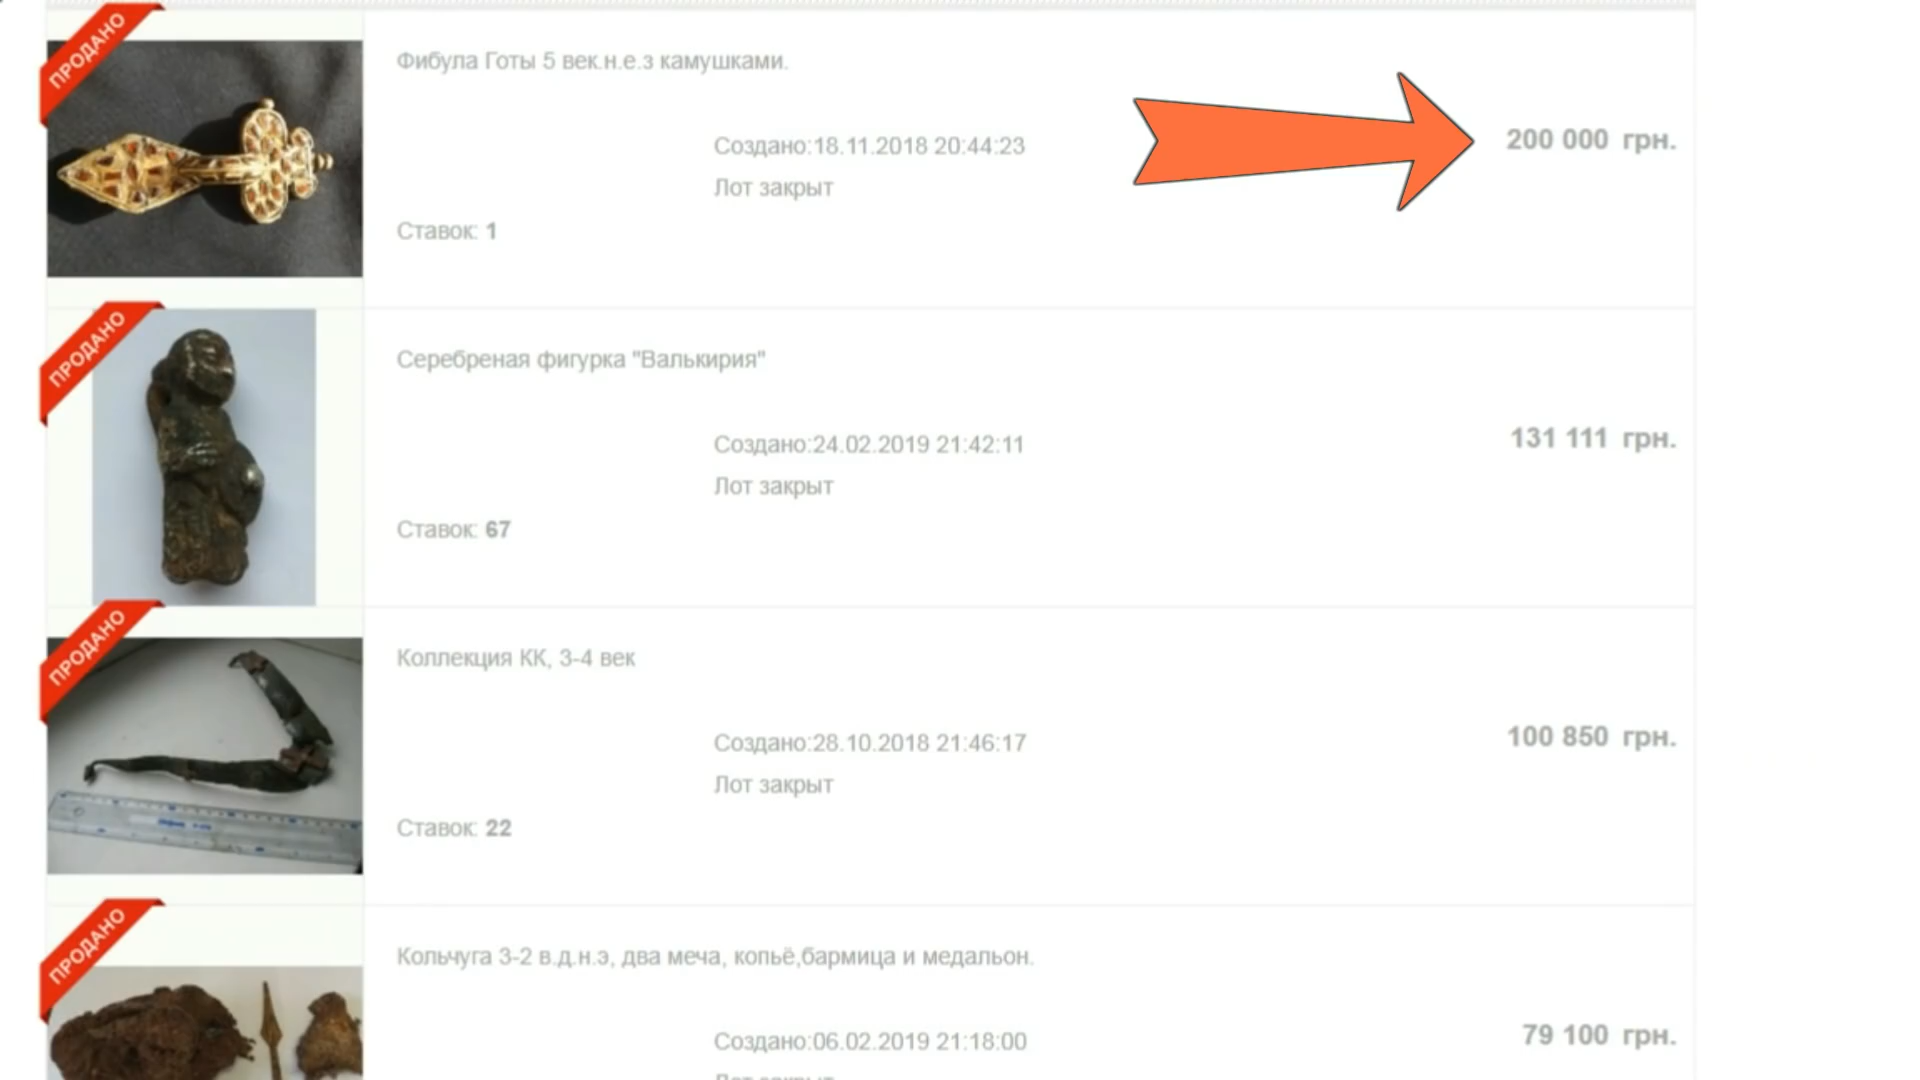 ПРОДАНО
Фибула Готы 5 век.н.е.з камушками.
Создано:18.11.2018 20:44:23
200 000 грн.
Лот закрыт
Ставок: 1
ПРОДАНО
Серебреная фигурка "Валькирия"
Создано:24.02.2019 21:42:11
131 111 грн.
Лот закрыт
Ставок: 67
ПРОДАНО
Коллекция КК, 3-4 век
Создано:28.10.2018 21:46:17
100 850 грн.
Лот закрыт
Ставок: 22
ПРОДАНО
Кольчуга 3-2 в.д.н.э, два меча, копьё,бармица и медальон.
Создано:06.02.2019 21:18:00
79 100 грн.